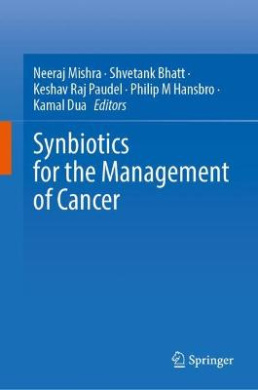 Neeraj Mishra · Shvetank Bhatt ·
Keshav Raj Paudel · Philip M Hansbro ·
Kamal Dua Editors
Synbiotics
for the Management
of Cancer
Springer